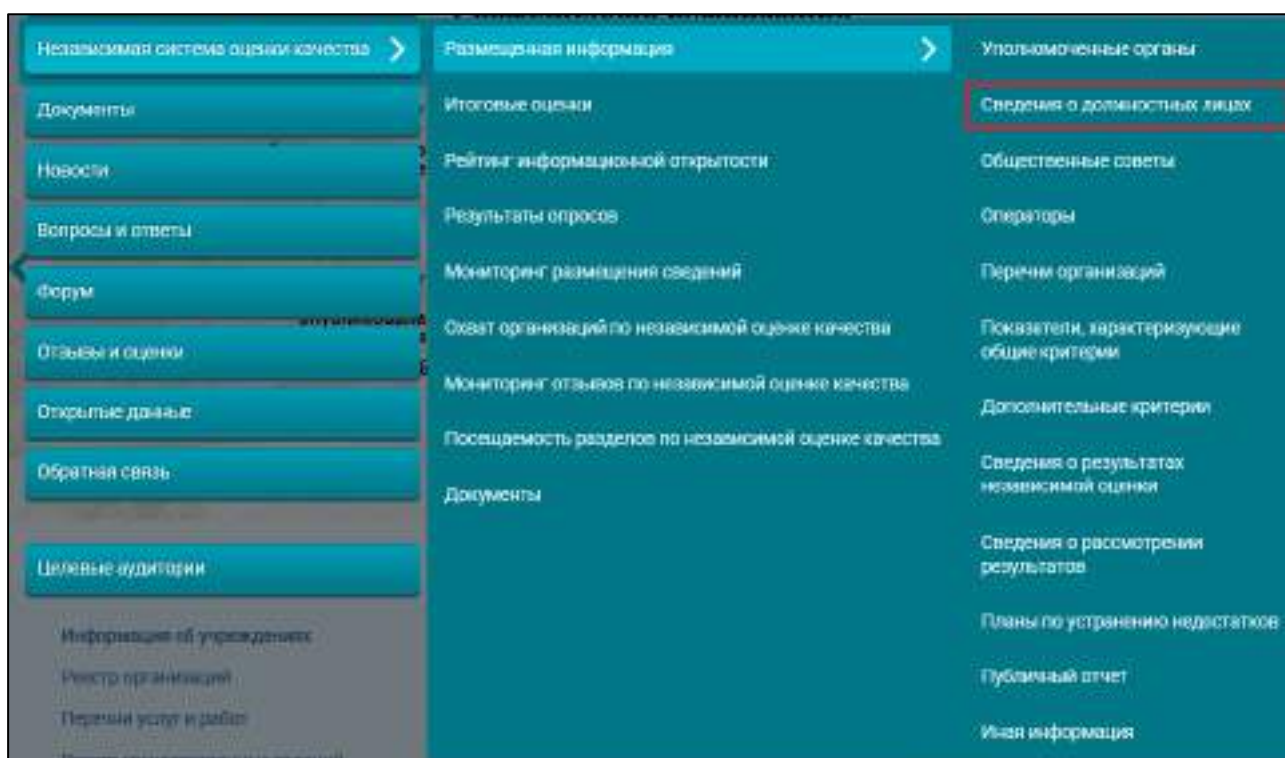 Независимая система оценки качества
Документы
Новости
Вопросы и ответы
Форум
Отзывы и оценки
Открытые данные
Обратная связь
Целевые аудитории
Информация об учреждениях
Реестр организаций
Перечни услуг и работ
Размещенная информация
Итоговые оценки
Рейтинг информационной открытости
Результаты опросов
Мониторинг размещения сведений
Охват организаций по независимой оценке качества
Мониторинг отзывов по независимой оценке качества
Посещаемость разделов по независимой оценке качества
Документы
Уполномоченные органы
Сведения о должностных лицах
Общественные советы
Операторы
Перечни организаций
Показатели, характеризующие
общие критерии
Дополнительные критерии
Сведения о результатах
независимой оценки
Сведения о рассмотрении
результатов
Планы по устранению недостатков
Публичный отчет
Иная информация